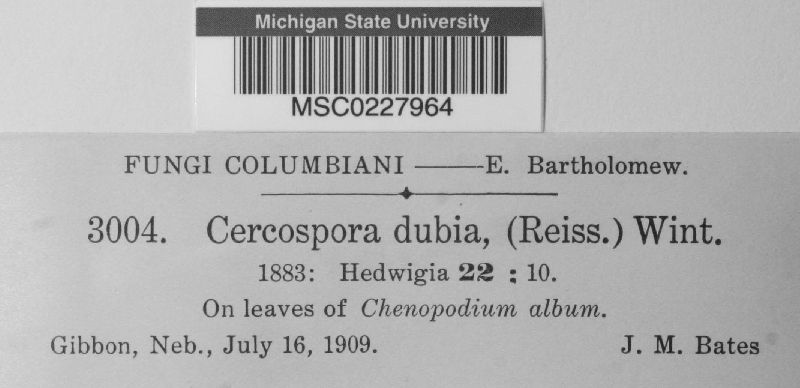 Michigan State University
MSC0227964
FUNGI COLUMBIANI ——— E. Bartholomew.
3004. Cercospora dubia, (Reiss.) Wint.
1883: Hedwigia 22 : 10.
On leaves of Chenopodium album.
Gibbon, Neb., July 16, 1909. J. M. Bates